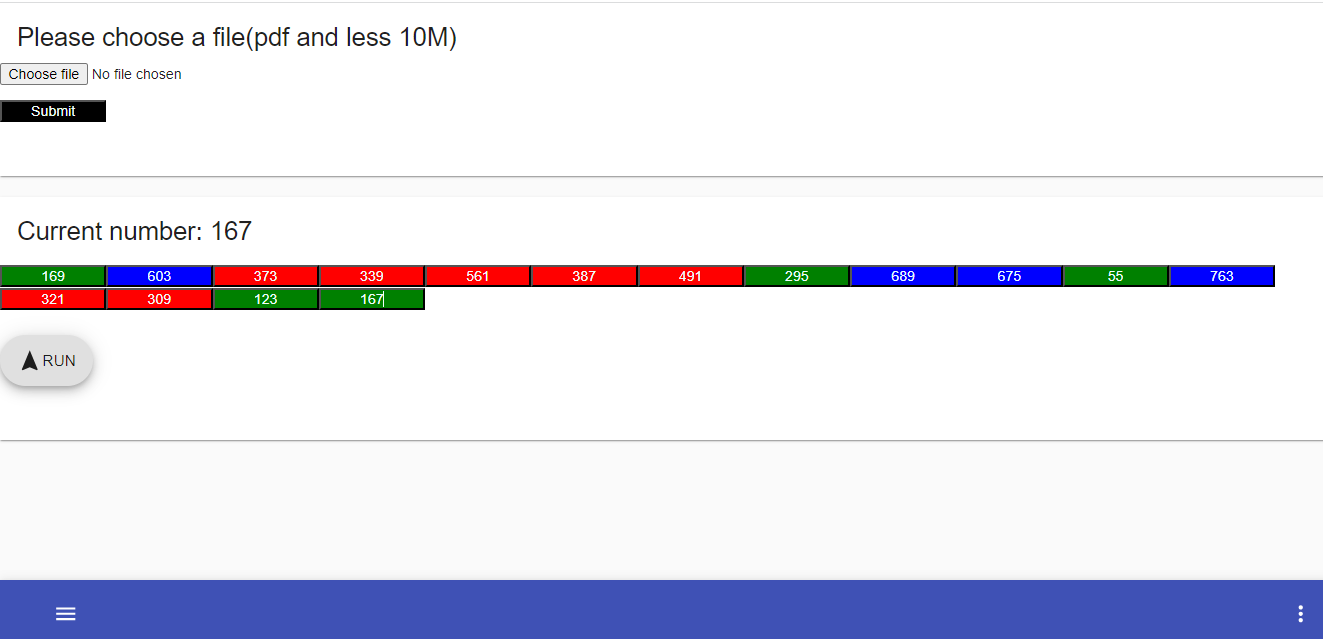 Please choose a file(pdf and less 10M)
Choose file No file chosen
Submit
Current number: 167
169 603 373 339 561 387 491 295 689 675 55 763
321 309 123 167
RUN